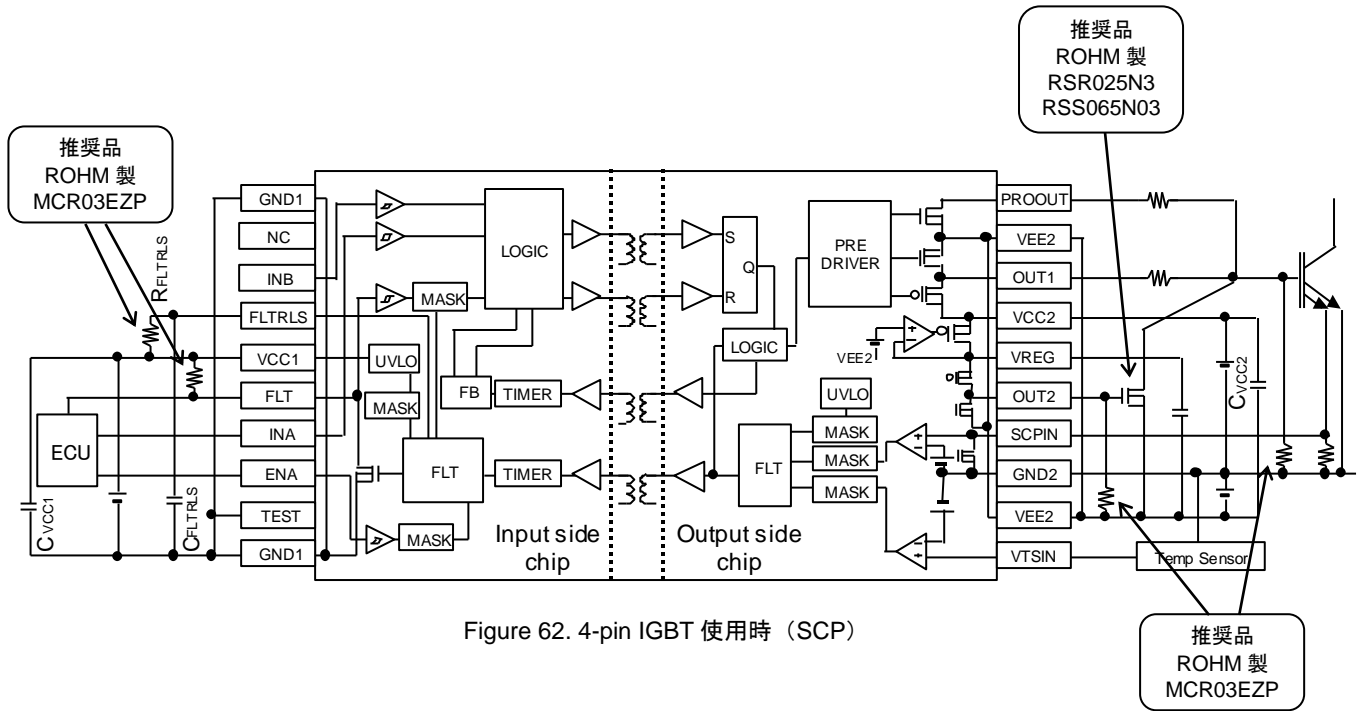 推奨品
ROHM 製
RSR025N3
RSS065N03
推奨品
ROHM 製
MCR03EZP
GND1
NC
INB
FLTRLS
VCC1
FLT
INA
ENA
TEST
GND1
RFLTRLS
ECU
CVCC1
CFLTRLS
LOGIC
MASK
UVLO
MASK
FB
TIMER
FLT
TIMER
MASK
Input side
chip
S
Q
R
PRE
DRIVER
LOGIC
VEE2
UVLO
MASK
MASK
MASK
FLT
Output side
chip
PROOUT
VEE2
OUT1
VCC2
VREG
OUT2
SCPIN
GND2
VEE2
VTSIN
CVCC2
Temp Sensor
推奨品
ROHM 製
MCR03EZP
Figure 62. 4-pin IGBT 使用時（SCP）